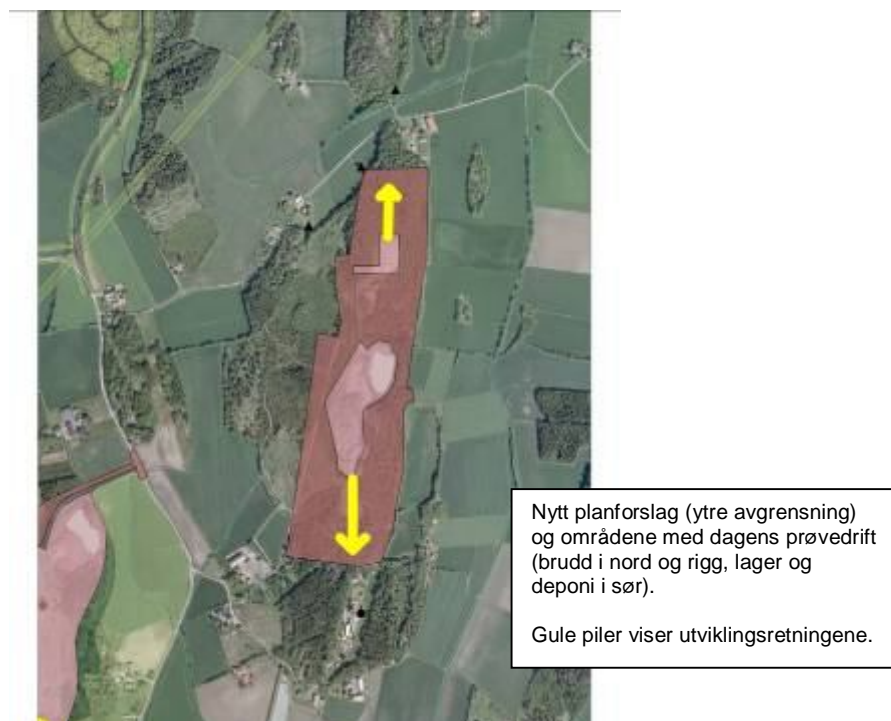 Nytt planforslag (ytre avgrensning)
og områdene med dagens prøvedrift
(brudd i nord og rigg, lager og
deponi i sør).
Gule piler viser utviklingsretningene.